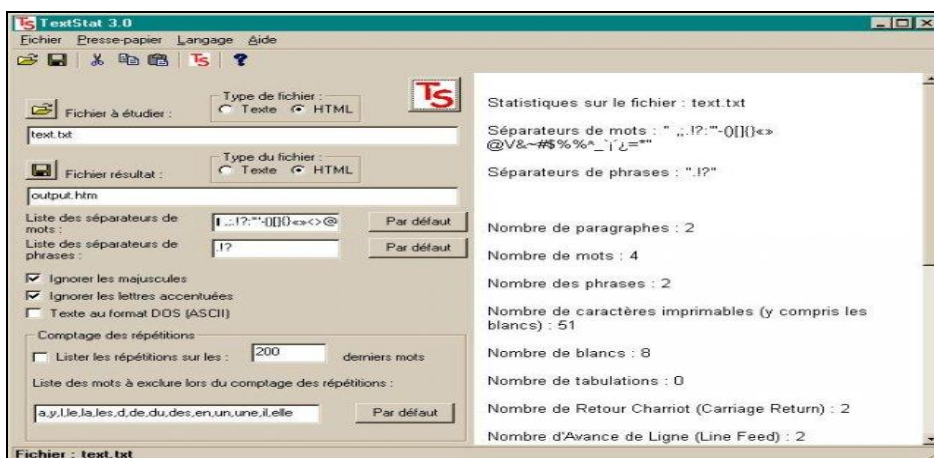 TS TextStat 3.0
Fichier Presse-papier Langage Aide
TS ?
Fichier à étudier :
Type de fichier :
Texte HTML
TS
text.txt
Fichier résultat :
Type du fichier :
Texte HTML
output.htm
Liste des séparateurs de
mots :
,;.!?:"'-()[]{}«»<>@
Par défaut
Liste des séparateurs de
phrases :
.!?
Par défaut
Ignorer les majuscules
Ignorer les lettres accentuées
Texte au format DOS (ASCII)
Comptage des répétitions
Lister les répétitions sur les : 200 derniers mots
Liste des mots à exclure lors du comptage des répétitions :
a,y,l,le,la,les,d,de,du,des,en,un,une,il,elle
Par défaut
Fichier : text.txt
Statistiques sur le fichier : text.txt
Séparateurs de mots : " ,;.!?:"'-()[]{}«»
@\/&~#$%%^_`¡´¿=*"
Séparateurs de phrases : ".!?"
Nombre de paragraphes : 2
Nombre de mots : 4
Nombre des phrases : 2
Nombre de caractères imprimables (y compris les
blancs) : 51
Nombre de blancs : 8
Nombre de tabulations : 0
Nombre de Retour Charriot (Carriage Return) : 2
Nombre d'Avance de Ligne (Line Feed) : 2